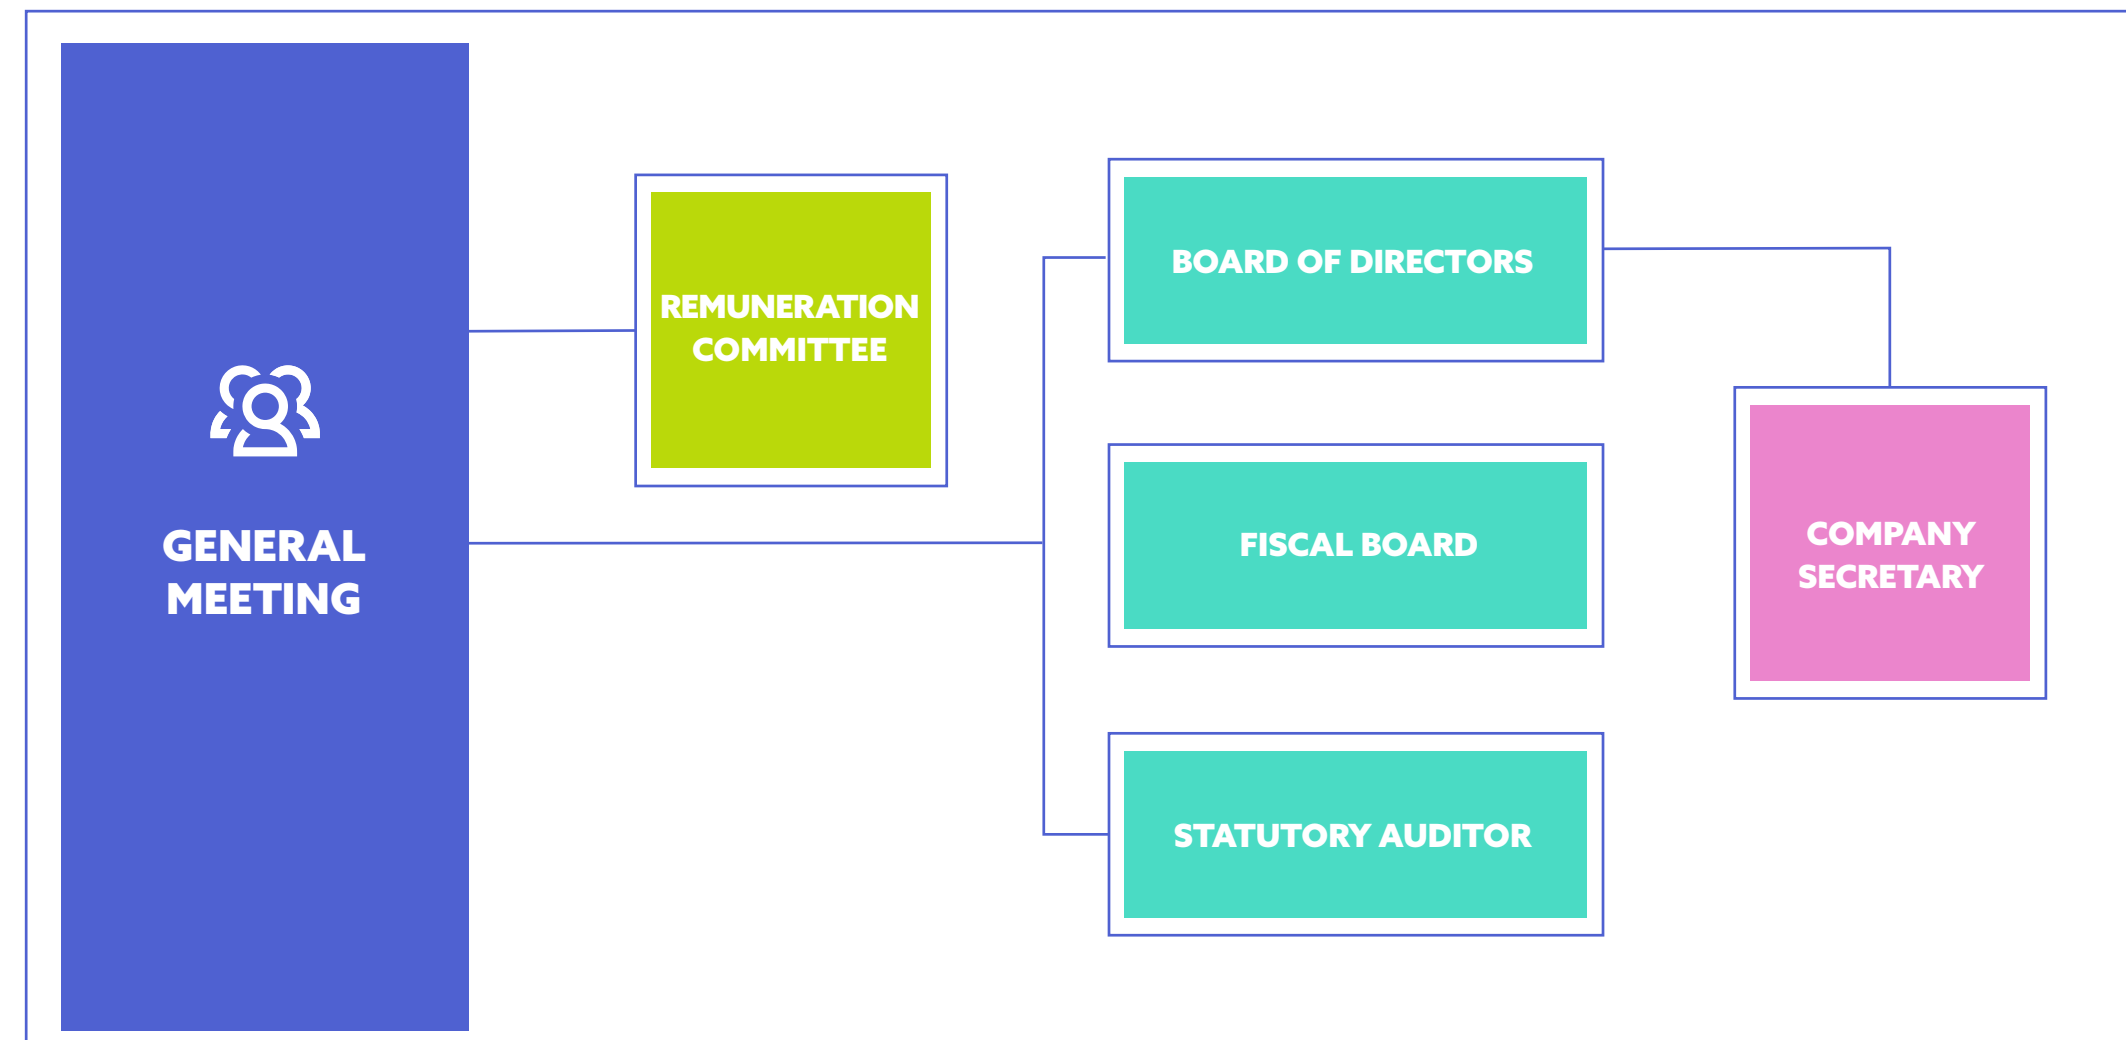 GENERAL
MEETING
REMUNERATION
COMMITTEE
BOARD OF DIRECTORS
FISCAL BOARD
STATUTORY AUDITOR
COMPANY
SECRETARY